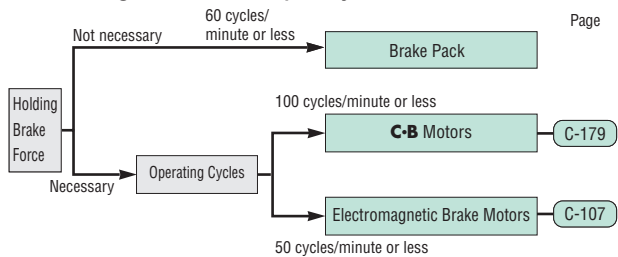 60 cycles/
minute or less
Page
Not necessary
Brake Pack
Holding
Brake
Force
100 cycles/minute or less
C·B Motors
C-179
Necessary
Operating Cycles
Electromagnetic Brake Motors
C-107
50 cycles/minute or less